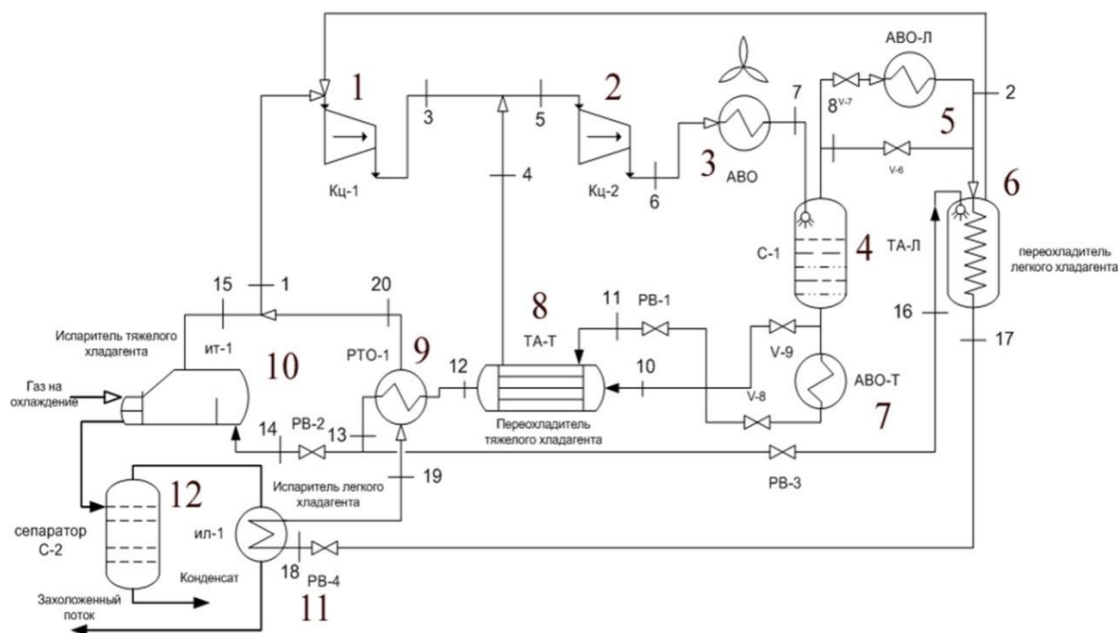 АВО-Л
1
2
7
8 V-7
2
3
5
5
3
АВО
V-6
6
Кц-1
4
Кц-2
6
С-1
4
ТА-Л
переохладитель
легкого хладагента
15
1
20
8
11
РВ-1
16
17
Испаритель тяжелого
хладагента
ит-1
РТО-1
9
ТА-Т
V-9
10
12
10
АВО-Т
Газ на
охлаждение
V-8
7
14
РВ-2
13
Переохладитель
тяжелого хладагента
РВ-3
12
Испаритель легкого
хладагента
19
сепаратор
С-2
ил-1
18
РВ-4
Конденсат
11
Захоложенный
поток